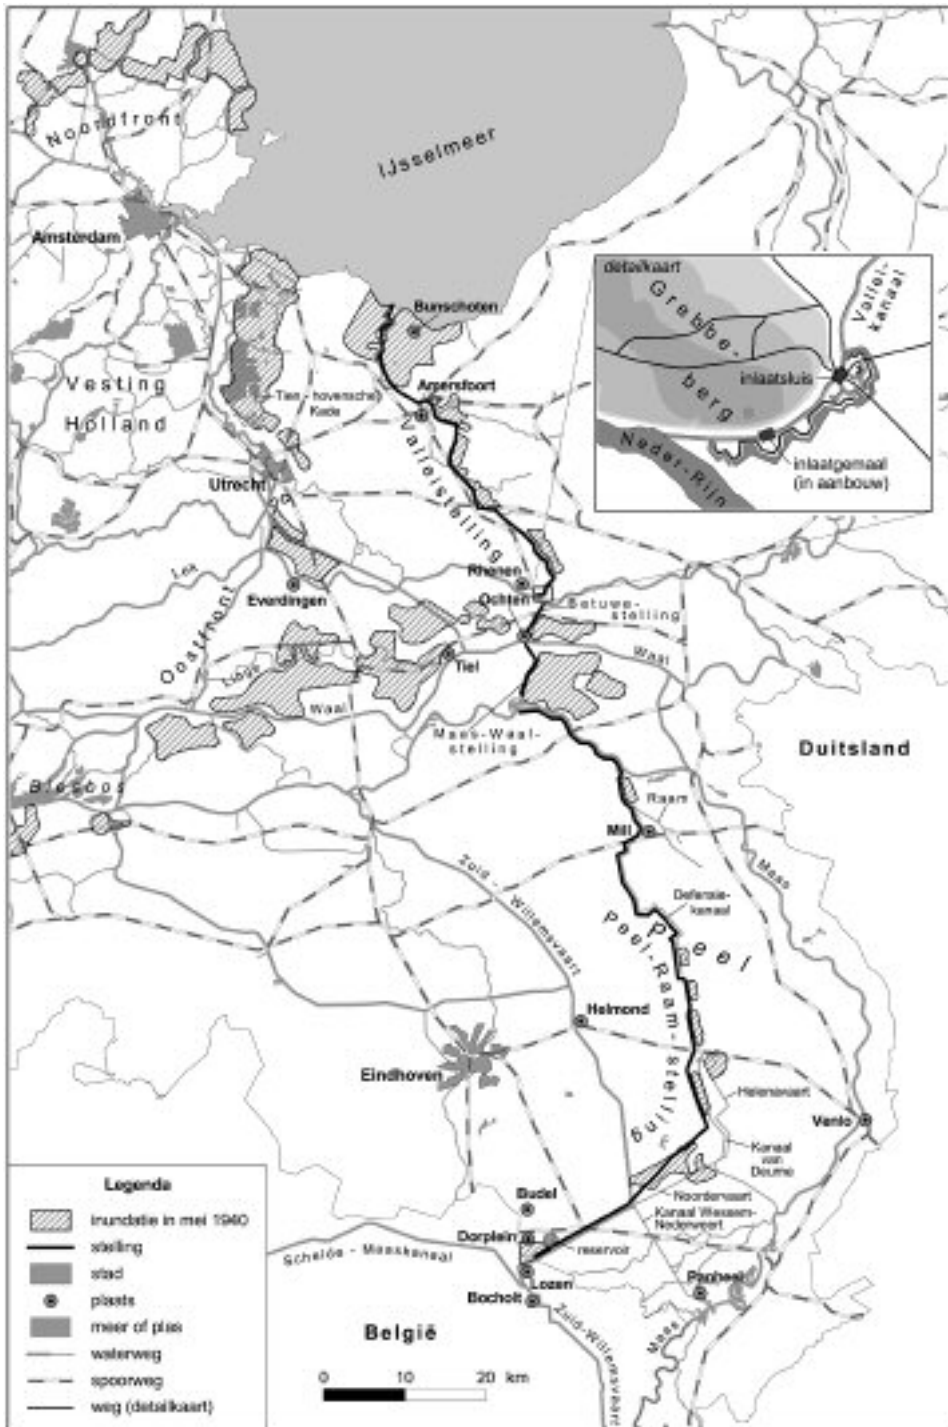 Noordfront
IJsselmeer
Amsterdam
detailkaart
Grebbe-
berg
Vallei-
kanaal
inlaatsluis
Neder-Rijn
inlaatgemaal
(in aanbouw)
Bunschoten
Vesting
Holland
Tien-hovensche
Kade
Amersfoort
Valleistelling
Utrecht
Lek
Rhenen
Everdingen
Ochten
Betuwe-
stelling
Oostfront
Linge
Tiel
Waal
Waal
Maas-Waal-
stelling
Duitsland
Biesbos
Raam
Mill
Maas
Zuid-Willemsvaart
Defensie-
kanaal
Peel
Peel-Raam-stelling
Helmond
Eindhoven
Helenavaart
Venlo
Kanaal
van
Deurne
Noordervaart
Kanaal Wessem-
Nederweert
Budel
Dorplein
reservoir
Schelde-Maaskanaal
Lozen
Panheel
Bocholt
Zuid-Willemsvaart
Maas
België
0 10 20 km
Legenda
inundatie in mei 1940
stelling
stad
plaats
meer of plas
waterweg
spoorweg
weg (detailkaart)